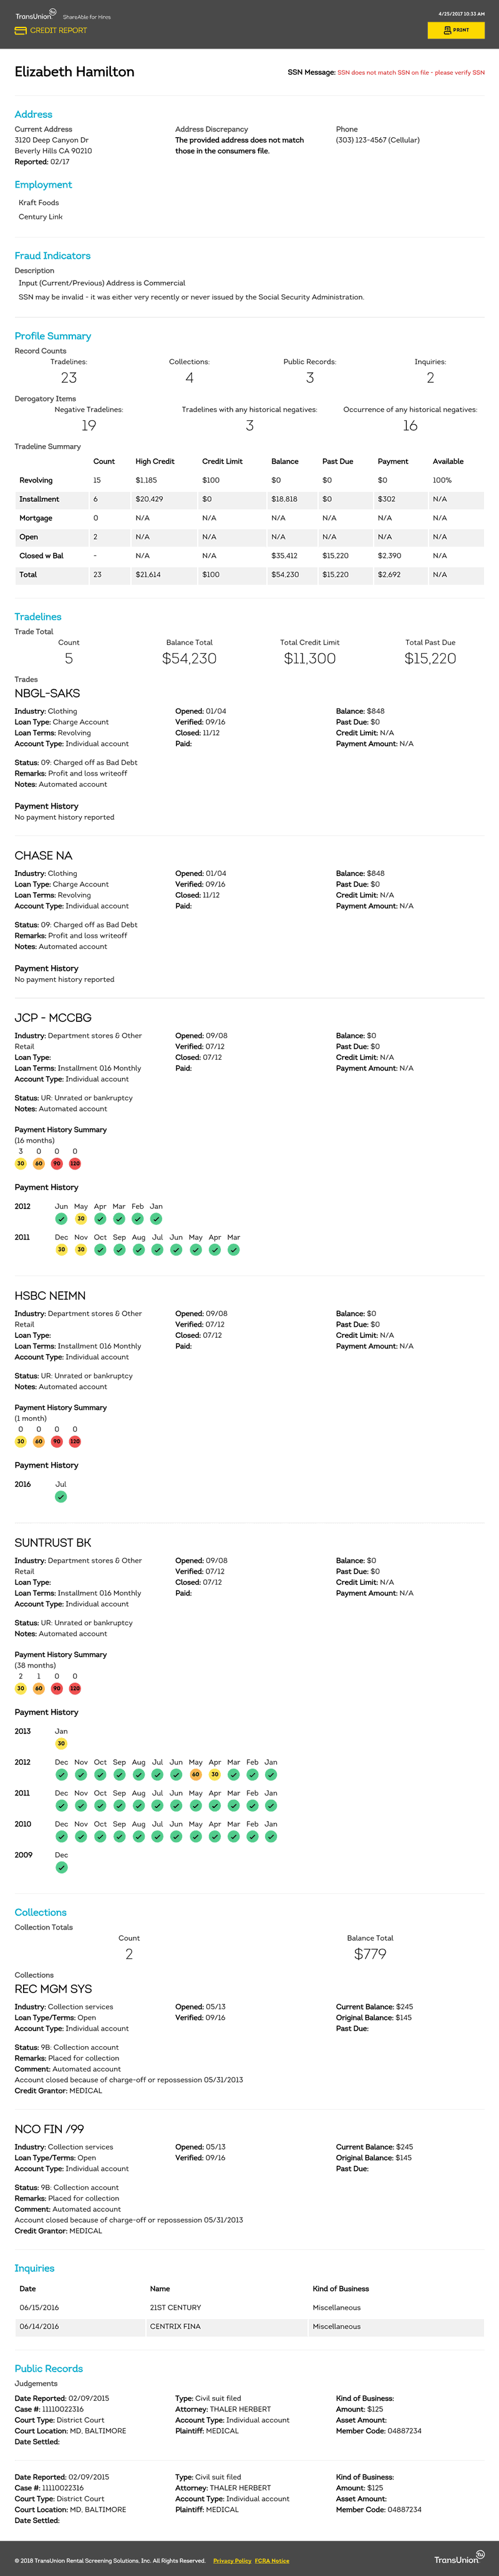 TransUnion tu ShareAble for Hires
4/25/2017 10:33 AM
CREDIT REPORT
PRINT
Elizabeth Hamilton
SSN Message: SSN does not match SSN on file - please verify SSN
Address
Current Address
3120 Deep Canyon Dr
Beverly Hills CA 90210
Reported: 02/17
Address Discrepancy
The provided address does not match
those in the consumers file.
Phone
(303) 123-4567 (Cellular)
Employment
Kraft Foods
Century Link
Fraud Indicators
Description
Input (Current/Previous) Address is Commercial
SSN may be invalid - it was either very recently or never issued by the Social Security Administration.
Profile Summary
Record Counts
Tradelines: Collections: Public Records: Inquiries:
23 4 3 2
Derogatory Items
Negative Tradelines: Tradelines with any historical negatives: Occurrence of any historical negatives:
19 3 16
Tradeline Summary
Count High Credit Credit Limit Balance Past Due Payment Available
Revolving 15 $1,185 $100 $0 $0 $0 100%
Installment 6 $20,429 $0 $18,818 $0 $302 N/A
Mortgage 0 N/A N/A N/A N/A N/A N/A
Open 2 N/A N/A N/A N/A N/A N/A
Closed w Bal - N/A N/A $35,412 $15,220 $2,390 N/A
Total 23 $21,614 $100 $54,230 $15,220 $2,692 N/A
Tradelines
Trade Total
Count Balance Total Total Credit Limit Total Past Due
5 $54,230 $11,300 $15,220
Trades
NBGL-SAKS
Industry: Clothing Opened: 01/04 Balance: $848
Loan Type: Charge Account Verified: 09/16 Past Due: $0
Loan Terms: Revolving Closed: 11/12 Credit Limit: N/A
Account Type: Individual account Paid: Payment Amount: N/A
Status: 09: Charged off as Bad Debt
Remarks: Profit and loss writeoff
Notes: Automated account
Payment History
No payment history reported
CHASE NA
Industry: Clothing Opened: 01/04 Balance: $848
Loan Type: Charge Account Verified: 09/16 Past Due: $0
Loan Terms: Revolving Closed: 11/12 Credit Limit: N/A
Account Type: Individual account Paid: Payment Amount: N/A
Status: 09: Charged off as Bad Debt
Remarks: Profit and loss writeoff
Notes: Automated account
Payment History
No payment history reported
JCP - MCCBG
Industry: Department stores & Other Opened: 09/08 Balance: $0
Retail Verified: 07/12 Past Due: $0
Loan Type: Closed: 07/12 Credit Limit: N/A
Loan Terms: Installment 016 Monthly Paid: Payment Amount: N/A
Account Type: Individual account
Status: UR: Unrated or bankruptcy
Notes: Automated account
Payment History Summary
(16 months)
3 0 0 0
30 60 90 120
Payment History
2012 Jun May Apr Mar Feb Jan
30
2011 Dec Nov Oct Sep Aug Jul Jun May Apr Mar
30 30
HSBC NEIMN
Industry: Department stores & Other Opened: 09/08 Balance: $0
Retail Verified: 07/12 Past Due: $0
Loan Type: Closed: 07/12 Credit Limit: N/A
Loan Terms: Installment 016 Monthly Paid: Payment Amount: N/A
Account Type: Individual account
Status: UR: Unrated or bankruptcy
Notes: Automated account
Payment History Summary
(1 month)
0 0 0 0
30 60 90 120
Payment History
2016 Jul
SUNTRUST BK
Industry: Department stores & Other Opened: 09/08 Balance: $0
Retail Verified: 07/12 Past Due: $0
Loan Type: Closed: 07/12 Credit Limit: N/A
Loan Terms: Installment 016 Monthly Paid: Payment Amount: N/A
Account Type: Individual account
Status: UR: Unrated or bankruptcy
Notes: Automated account
Payment History Summary
(38 months)
2 1 0 0
30 60 90 120
Payment History
2013 Jan
30
2012 Dec Nov Oct Sep Aug Jul Jun May Apr Mar Feb Jan
60 30
2011 Dec Nov Oct Sep Aug Jul Jun May Apr Mar Feb Jan
2010 Dec Nov Oct Sep Aug Jul Jun May Apr Mar Feb Jan
2009 Dec
Collections
Collection Totals
Count Balance Total
2 $779
Collections
REC MGM SYS
Industry: Collection services Opened: 05/13 Current Balance: $245
Loan Type/Terms: Open Verified: 09/16 Original Balance: $145
Account Type: Individual account Past Due:
Status: 9B: Collection account
Remarks: Placed for collection
Comment: Automated account
Account closed because of charge-off or repossession 05/31/2013
Credit Grantor: MEDICAL
NCO FIN /99
Industry: Collection services Opened: 05/13 Current Balance: $245
Loan Type/Terms: Open Verified: 09/16 Original Balance: $145
Account Type: Individual account Past Due:
Status: 9B: Collection account
Remarks: Placed for collection
Comment: Automated account
Account closed because of charge-off or repossession 05/31/2013
Credit Grantor: MEDICAL
Inquiries
Date Name Kind of Business
06/15/2016 21ST CENTURY Miscellaneous
06/14/2016 CENTRIX FINA Miscellaneous
Public Records
Judgements
Date Reported: 02/09/2015 Type: Civil suit filed Kind of Business:
Case #: 11110022316 Attorney: THALER HERBERT Amount: $125
Court Type: District Court Account Type: Individual account Asset Amount:
Court Location: MD, BALTIMORE Plaintiff: MEDICAL Member Code: 04887234
Date Settled:
Date Reported: 02/09/2015 Type: Civil suit filed Kind of Business:
Case #: 11110022316 Attorney: THALER HERBERT Amount: $125
Court Type: District Court Account Type: Individual account Asset Amount:
Court Location: MD, BALTIMORE Plaintiff: MEDICAL Member Code: 04887234
Date Settled:
© 2018 TransUnion Rental Screening Solutions, Inc. All Rights Reserved. Privacy Policy FCRA Notice
TransUnion tu